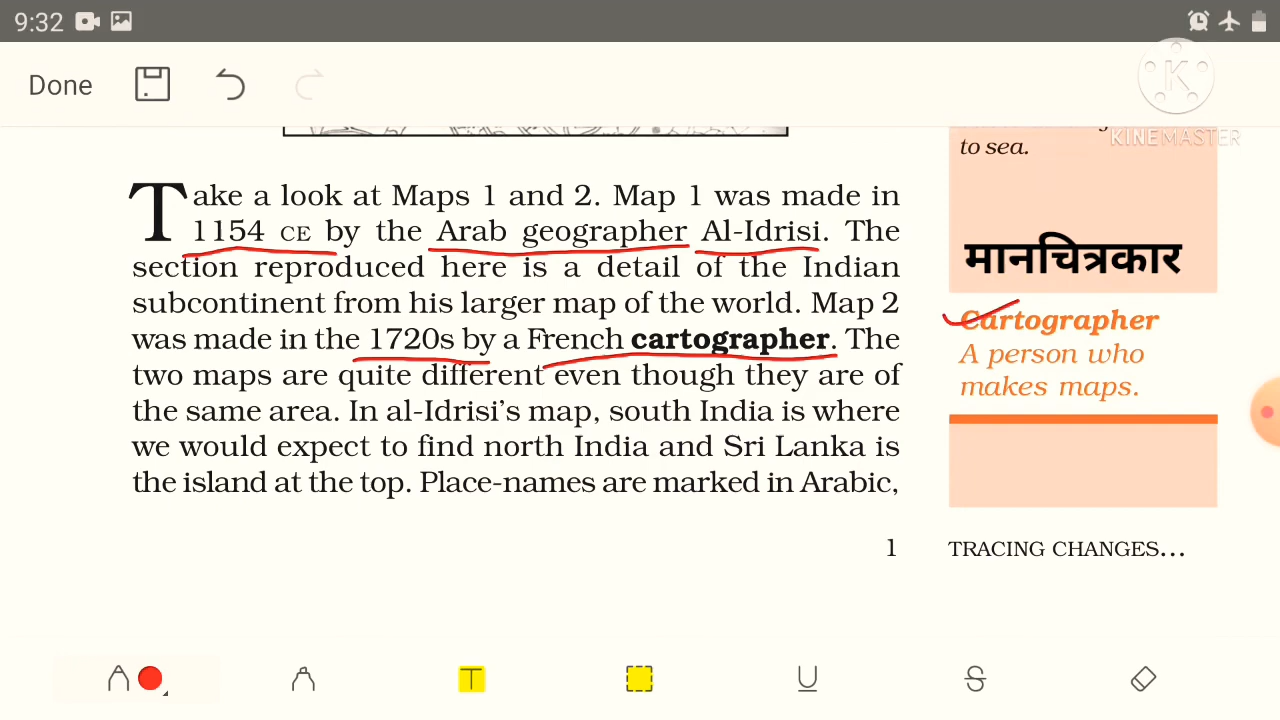 9:32
Done
K
KINEMASTER
to sea.
Take a look at Maps 1 and 2. Map 1 was made in
1154 CE by the Arab geographer Al-Idrisi. The
section reproduced here is a detail of the Indian
subcontinent from his larger map of the world. Map 2
was made in the 1720s by a French cartographer. The
two maps are quite different even though they are of
the same area. In al-Idrisi's map, south India is where
we would expect to find north India and Sri Lanka is
the island at the top. Place-names are marked in Arabic,
मानचित्रकार
Cartographer
A person who
makes maps.
1
TRACING CHANGES...
T
U
S